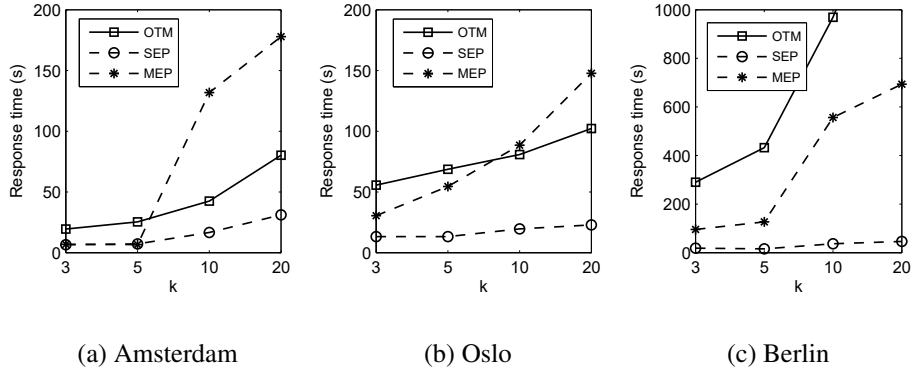 200
150
100
50
0
Response time (s)
OTM
SEP
MEP
3 5 10 20
k
(a) Amsterdam
200
150
100
50
0
Response time (s)
OTM
SEP
MEP
3 5 10 20
k
(b) Oslo
1000
800
600
400
200
0
Response time (s)
OTM
SEP
MEP
3 5 10 20
k
(c) Berlin